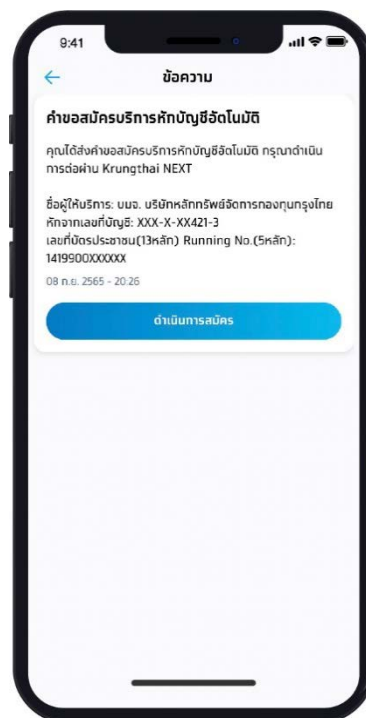 9:41
ข้อความ
คำขอสมัครบริการหักบัญชีอัตโนมัติ
คุณได้ส่งคำขอสมัครบริการหักบัญชีอัตโนมัติ กรุณาดำเนิน
การต่อผ่าน Krungthai NEXT
ชื่อผู้ให้บริการ: บมจ. บริษัทหลักทรัพย์จัดการกองทุนกรุงไทย
หักจากเลขที่บัญชี: XXX-X-XX421-3
เลขที่บัตรประชาชน(13หลัก) Running No.(5หลัก):
1419900XXXXXX
08 ก.ย. 2565 - 20:26
ดำเนินการสมัคร